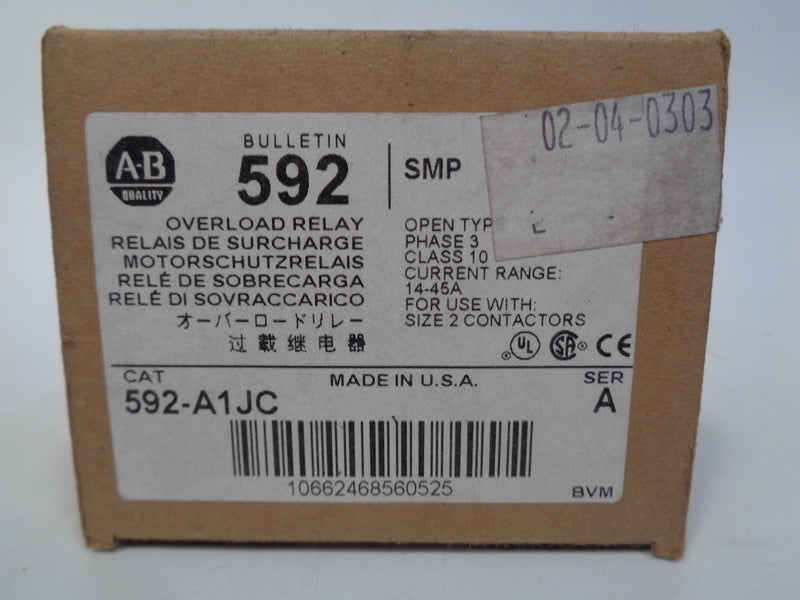 A-B
QUALITY
BULLETIN
592
OVERLOAD RELAY
RELAIS DE SURCHARGE
MOTORSCHUTZRELAIS
RELÉ DE SOBRECARGA
RELÉ DI SOVRACCARICO
オーバーロードリレー
过载继电器
SMP
02-04-0303
OPEN TYP
PHASE 3
CLASS 10
CURRENT RANGE:
14-45A
FOR USE WITH:
SIZE 2 CONTACTORS
UL SA CE
CAT
592-A1JC
MADE IN U.S.A.
SER
A
10662468560525
BVM